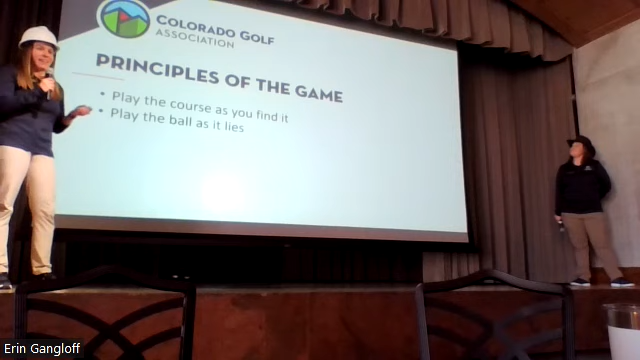 COLORADO GOLF
ASSOCIATION
PRINCIPLES OF THE GAME
• Play the course as you find it
• Play the ball as it lies
Erin Gangloff